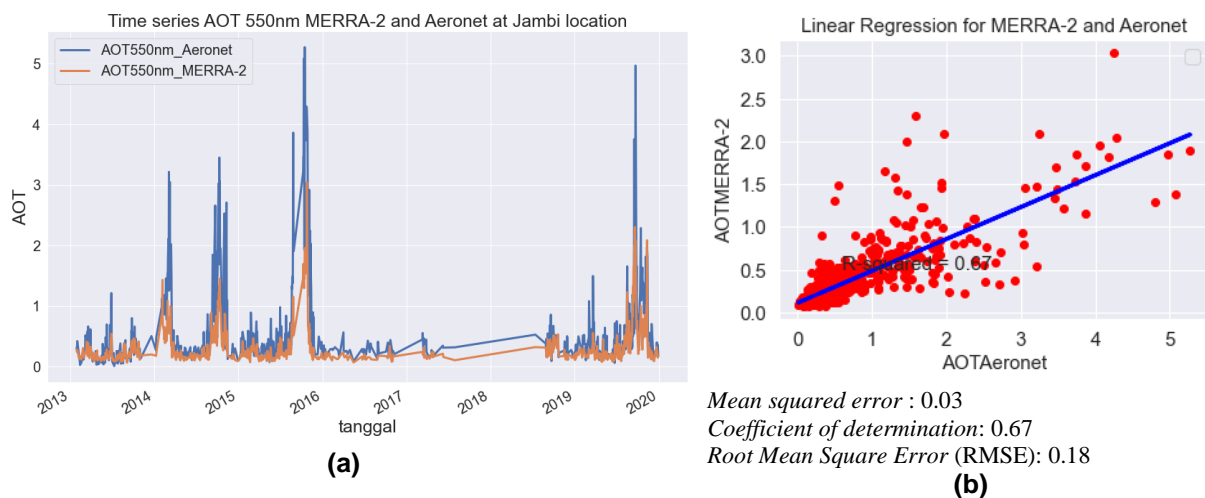 Time series AOT 550nm MERRA-2 and Aeronet at Jambi location
AOT550nm_Aeronet
AOT550nm_MERRA-2
AOT
5
4
3
2
1
0
2013
2014
2015
2016
2017
2018
2019
2020
tanggal
(a)
Linear Regression for MERRA-2 and Aeronet
AOTMERRA-2
3.0
2.5
2.0
1.5
1.0
0.5
0.0
R-squared = 0.67
0
1
2
3
4
5
AOTAeronet
Mean squared error : 0.03
Coefficient of determination: 0.67
Root Mean Square Error (RMSE): 0.18
(b)